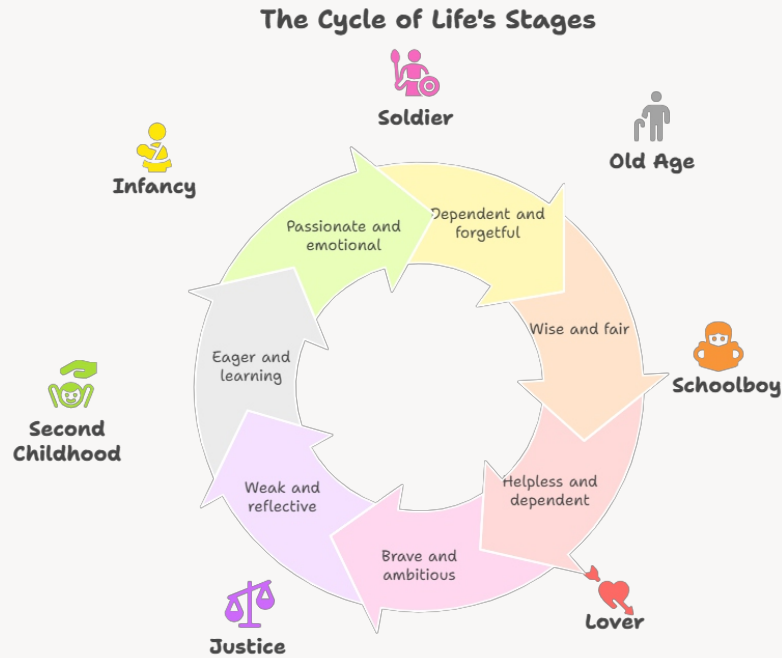 The Cycle of Life's Stages
Soldier
Old Age
Infancy
Dependent and
forgetful
Passionate and
emotional
Wise and fair
Schoolboy
Eager and
learning
Second
Childhood
Helpless and
dependent
Weak and
reflective
Brave and
ambitious
Lover
Justice